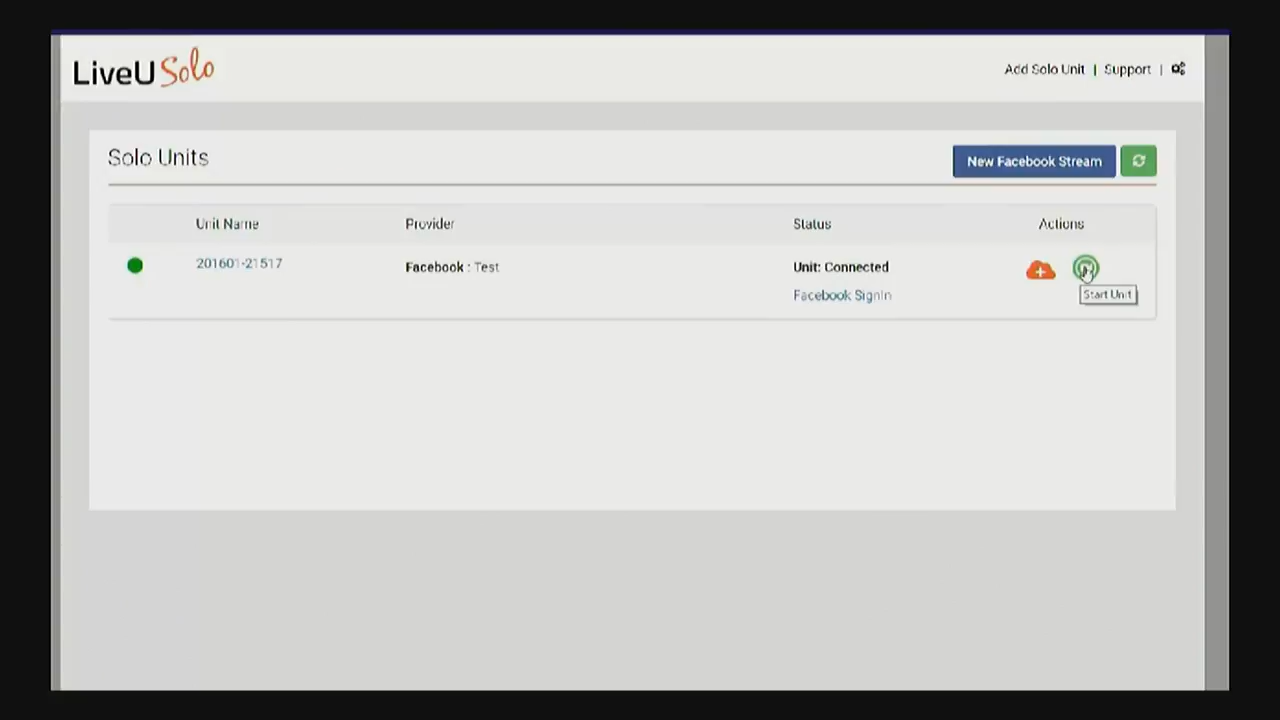 LiveU Solo
Add Solo Unit | Support |
Solo Units
New Facebook Stream
Unit Name Provider Status Actions
201601-21517 Facebook : Test Unit: Connected
Facebook SignIn
Start Unit